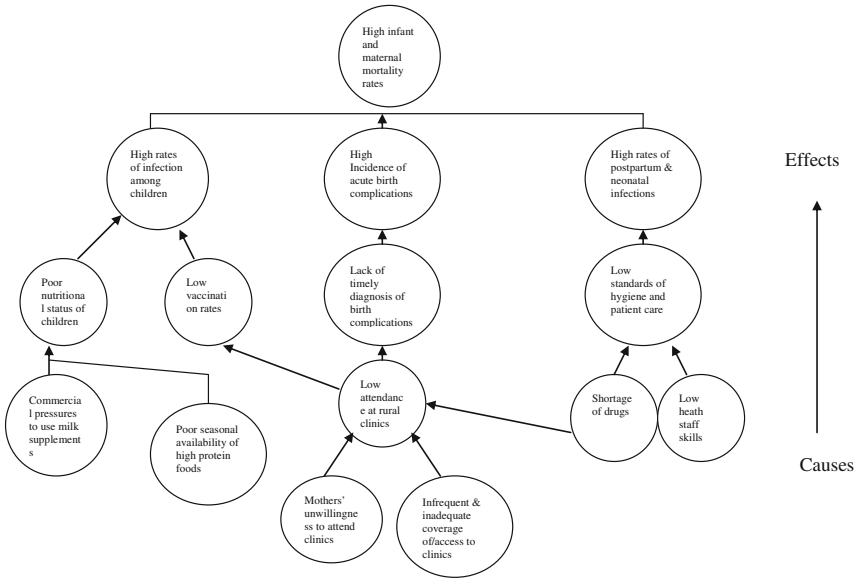 High infant
and
maternal
mortality
rates
High rates
of infection
among
children
High
Incidence of
acute birth
complications
High rates of
postpartum &
neonatal
infections
Effects
Poor
nutritiona
l status of
children
Low
vaccinati
on rates
Lack of
timely
diagnosis of
birth
complications
Low
standards of
hygiene and
patient care
Commercia
l pressures
to use milk
supplement
s
Poor seasonal
availability of
high protein
foods
Low
attendanc
e at rural
clinics
Shortage
of drugs
Low
heath
staff
skills
Causes
Mothers'
unwillingne
ss to attend
clinics
Infrequent &
inadequate
coverage
of/access to
clinics